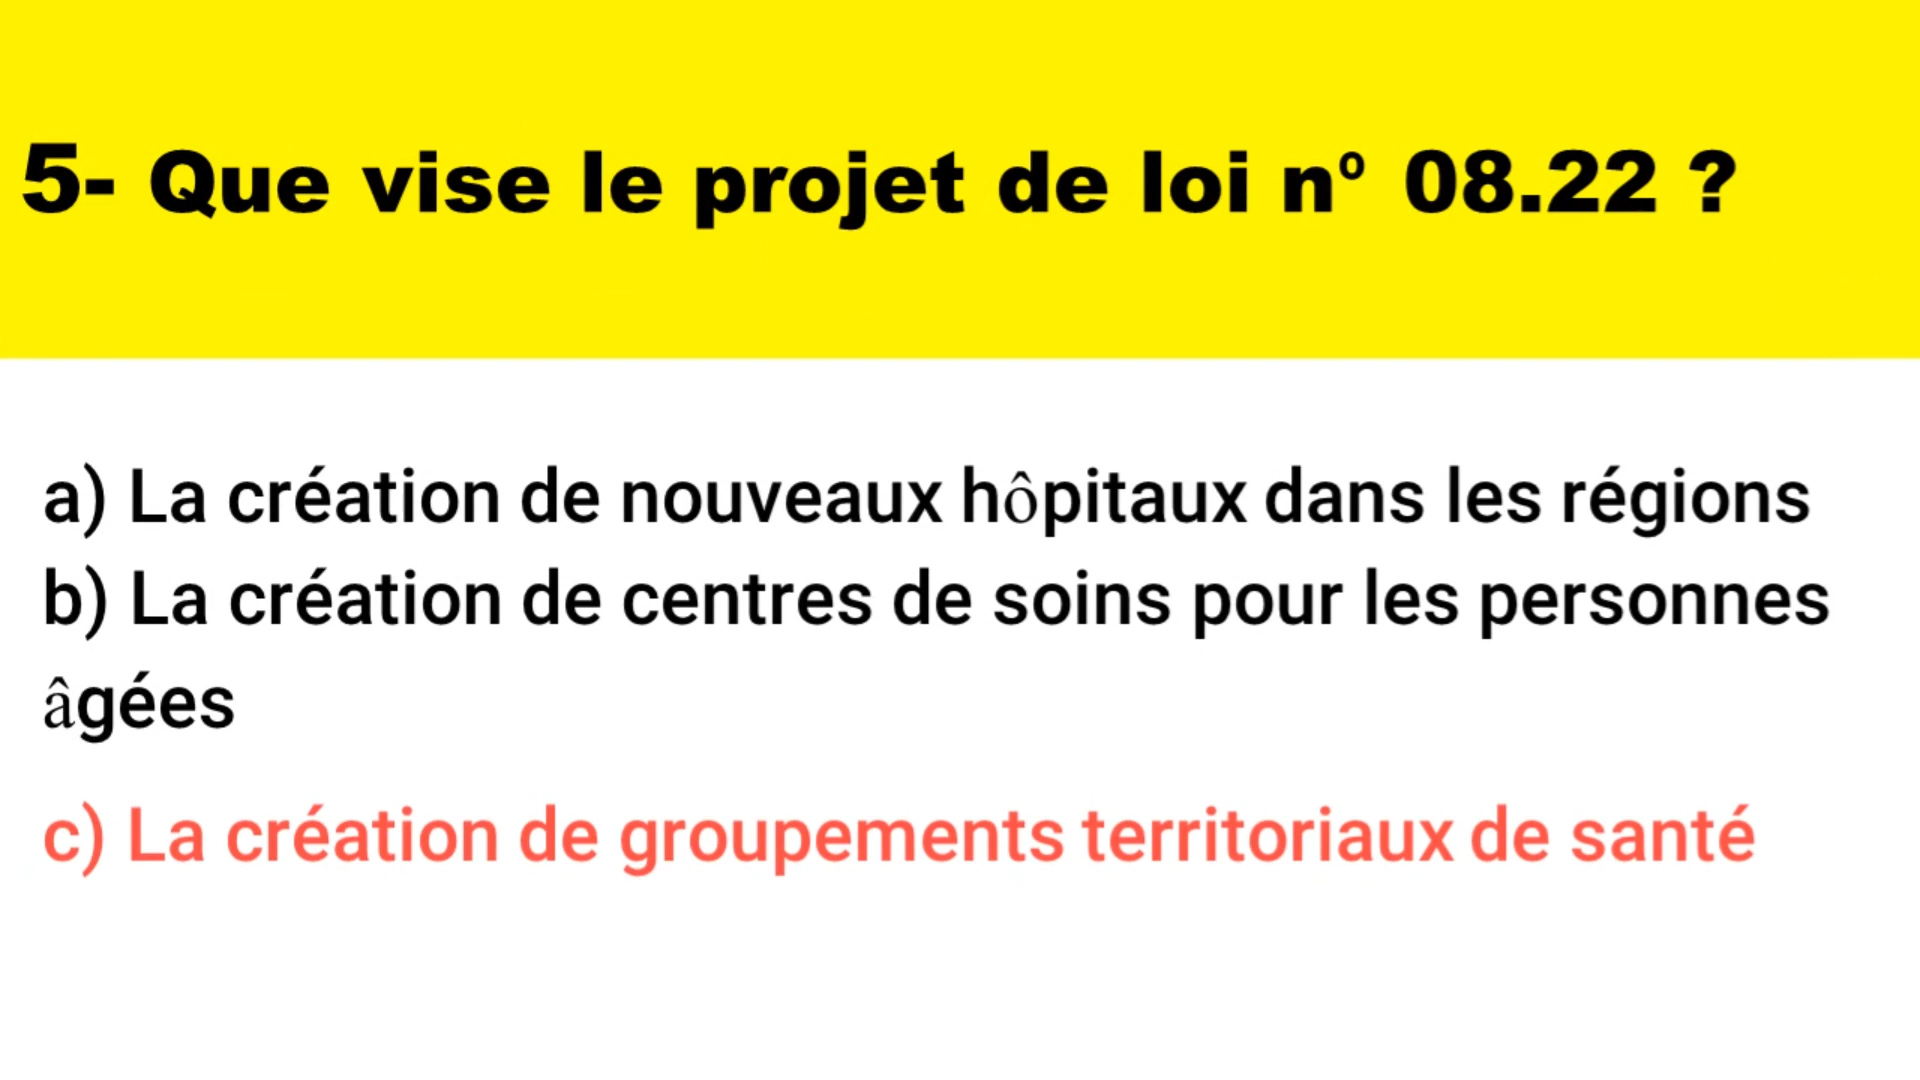 5- Que vise le projet de loi nº 08.22 ?
a) La création de nouveaux hôpitaux dans les régions
b) La création de centres de soins pour les personnes
âgées
c) La création de groupements territoriaux de santé